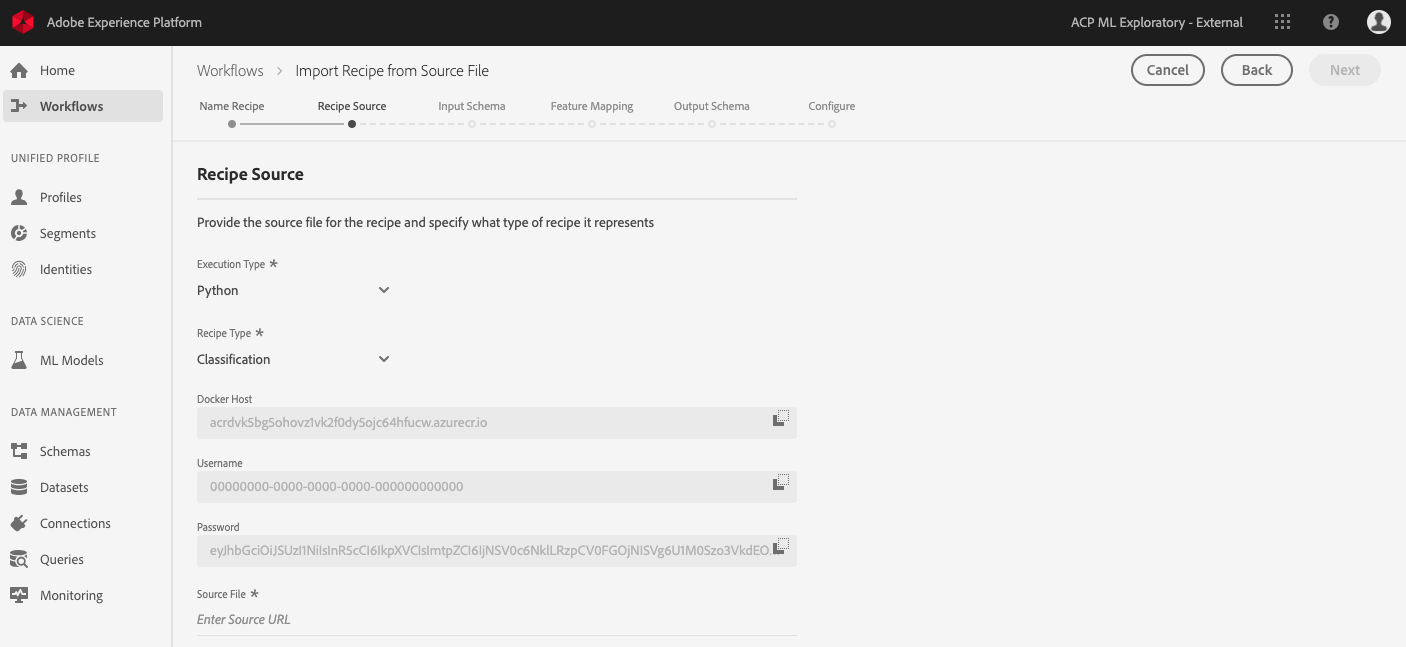 Adobe Experience Platform
ACP ML Exploratory - External
Home
Workflows
UNIFIED PROFILE
Profiles
Segments
Identities
DATA SCIENCE
ML Models
DATA MANAGEMENT
Schemas
Datasets
Connections
Queries
Monitoring
Workflows > Import Recipe from Source File
Cancel
Back
Next
Name Recipe
Recipe Source
Input Schema
Feature Mapping
Output Schema
Configure
Recipe Source
Provide the source file for the recipe and specify what type of recipe it represents
Execution Type *
Python
Recipe Type *
Classification
Docker Host
acrdvk5bg5ohovz1vk2f0dy5ojc64hfucw.azurecr.io
Username
00000000-0000-0000-0000-000000000000
Password
Source File *
Enter Source URL